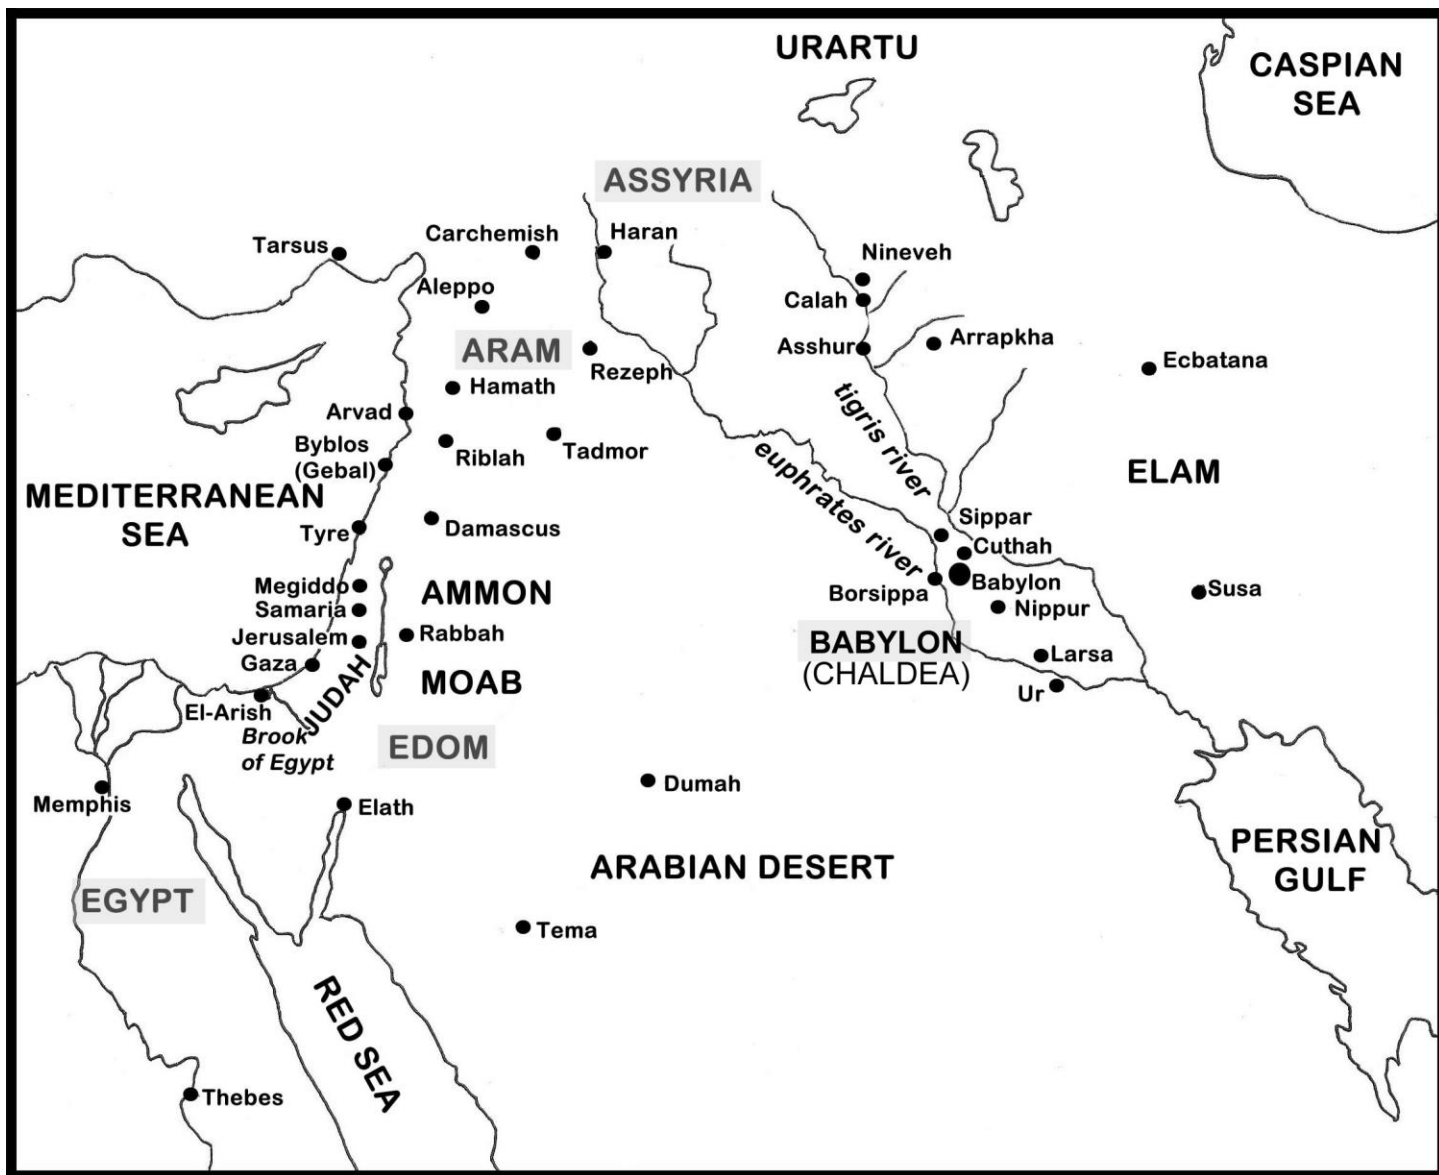 URARTU
CASPIAN
SEA
ASSYRIA
Tarsus
Carchemish
Haran
Nineveh
Aleppo
Calah
ARAM
Asshur
Arrapkha
Rezeph
Ecbatana
Hamath
tigris river
Arvad
Byblos
(Gebal)
Riblah
Tadmor
euphrates river
ELAM
MEDITERRANEAN
SEA
Tyre
Damascus
Sippar
Cuthah
Megiddo
AMMON
Borsippa
Babylon
Susa
Samaria
Nippur
Jerusalem
Rabbah
BABYLON
(CHALDEA)
Larsa
Gaza
JUDAH
MOAB
Ur
El-Arish
Brook
of Egypt
EDOM
Memphis
Elath
Dumah
ARABIAN DESERT
PERSIAN
GULF
EGYPT
Tema
RED SEA
Thebes